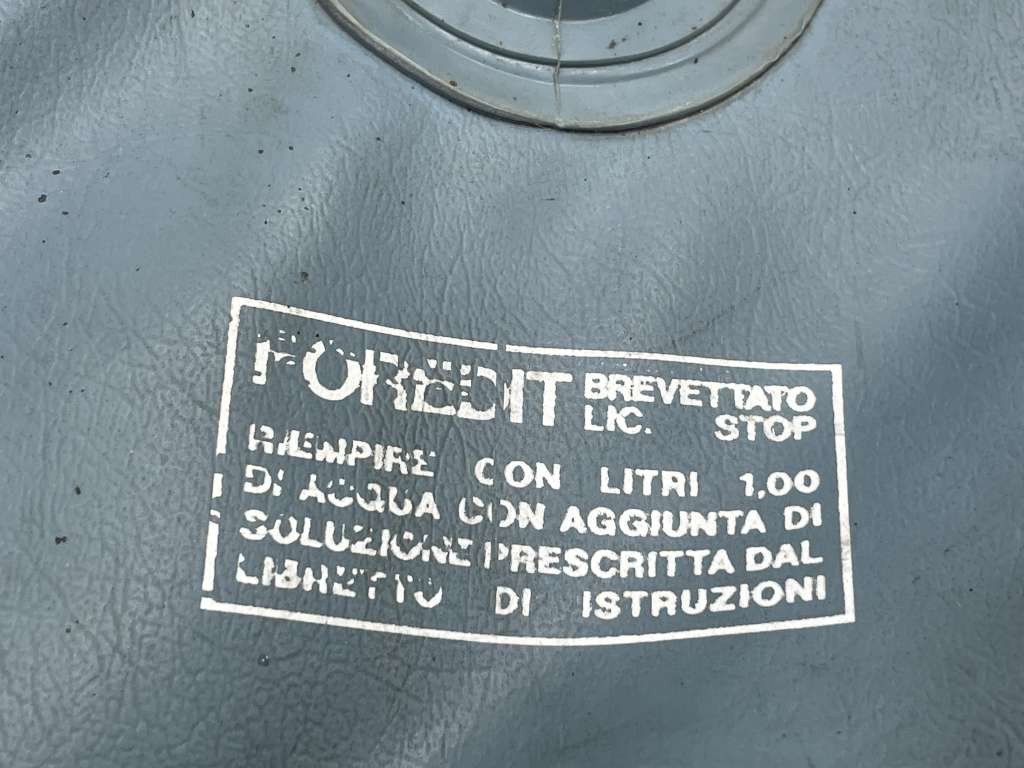 FOREDIT BREVETTATO
LIC. STOP
RIEMPIRE CON LITRI 1,00
DI ACQUA CON AGGIUNTA DI
SOLUZIONE PRESCRITTA DAL
LIBRETTO DI ISTRUZIONI